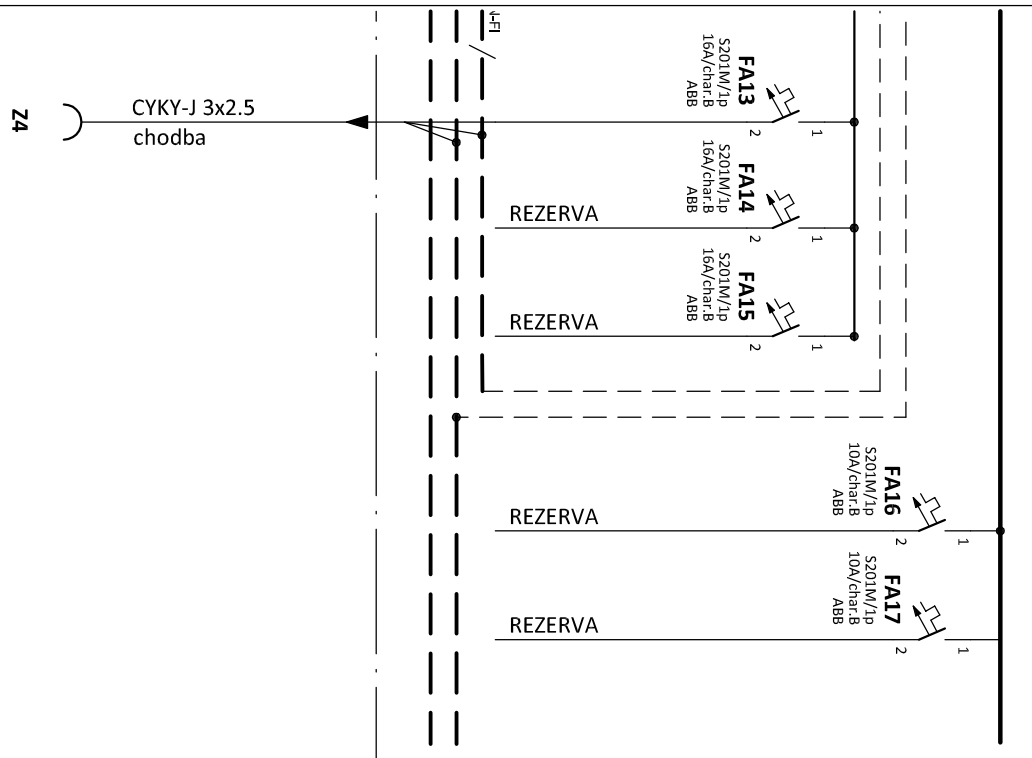 N-FI
FA13
S201M/1p
16A/char.B
ABB
1
2
CYKY-J 3x2.5
chodba
Z4
FA14
S201M/1p
16A/char.B
ABB
1
2
REZERVA
FA15
S201M/1p
16A/char.B
ABB
1
2
REZERVA
FA16
S201M/1p
10A/char.B
ABB
1
2
REZERVA
FA17
S201M/1p
10A/char.B
ABB
1
2
REZERVA